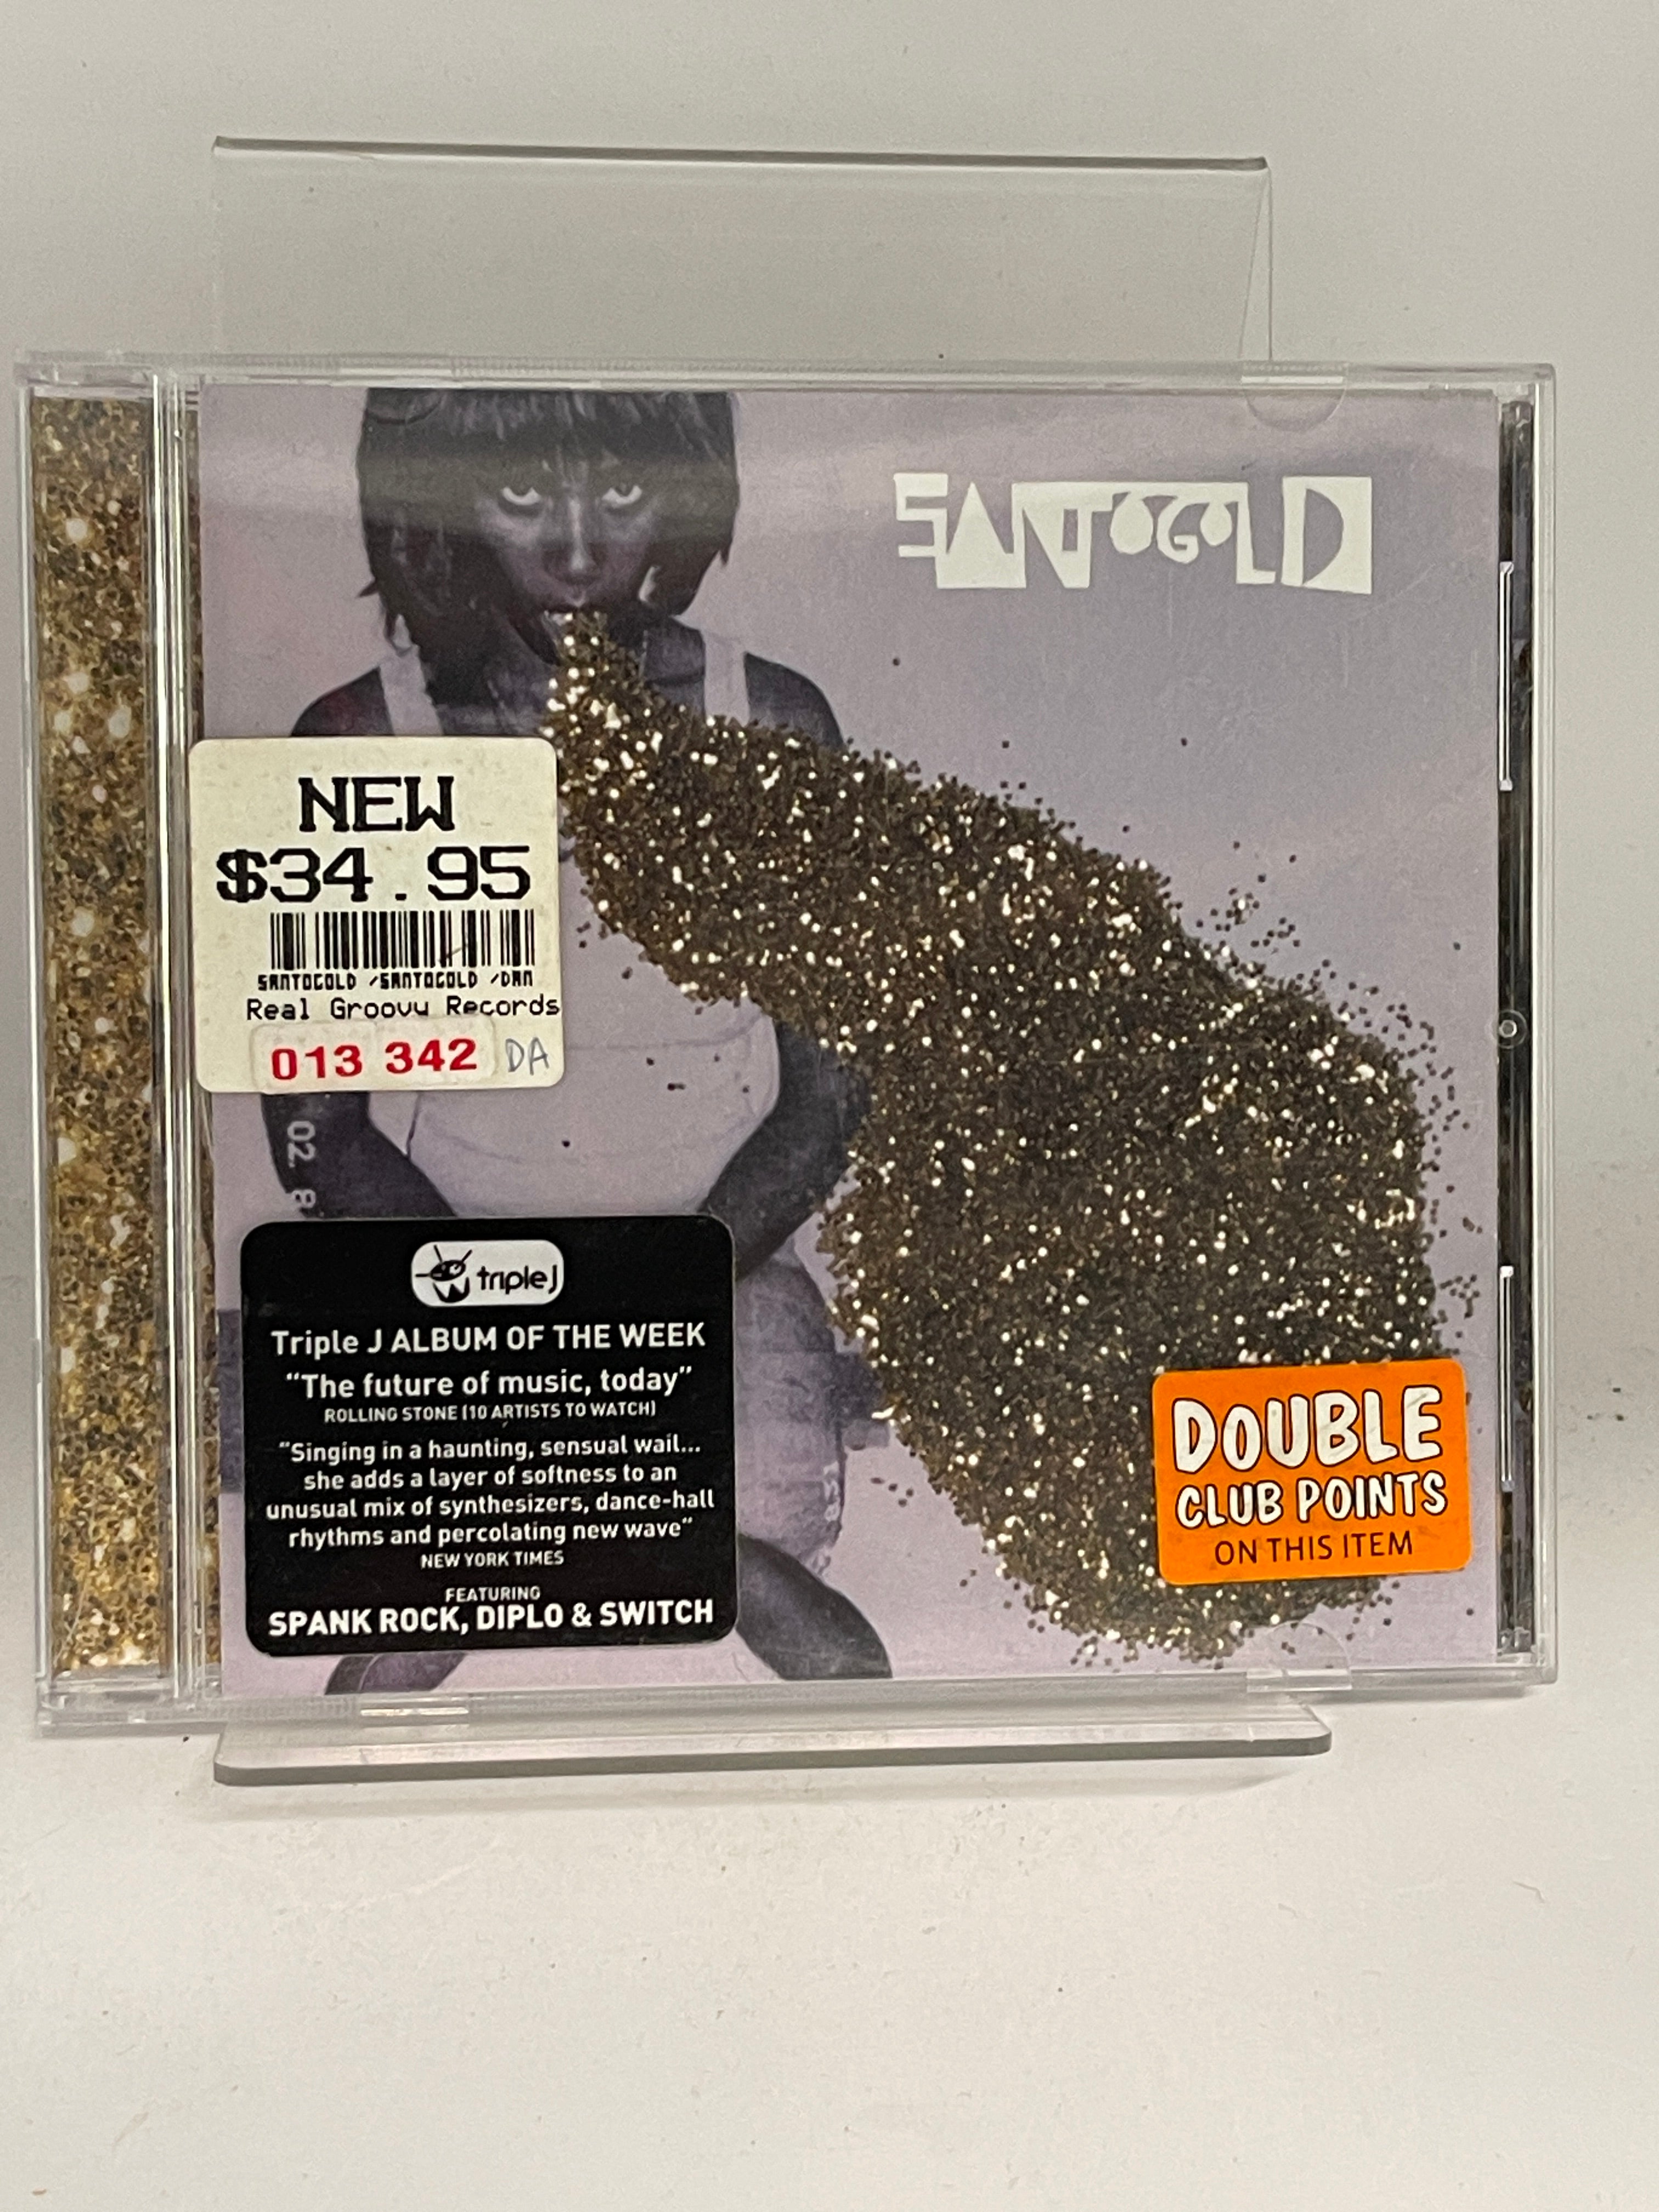 SANTOGOLD
NEW
$34.95
SANTOGOLD /SANTOGOLD /DAN
Real Groovy Records
013 342 DA
02. 8
triple j
Triple J ALBUM OF THE WEEK
"The future of music, today"
ROLLING STONE (10 ARTISTS TO WATCH)
"Singing in a haunting, sensual wail...
she adds a layer of softness to an
unusual mix of synthesizers, dance-hall
rhythms and percolating new wave"
NEW YORK TIMES
FEATURING
SPANK ROCK, DIPLO & SWITCH
DOUBLE
CLUB POINTS
ON THIS ITEM